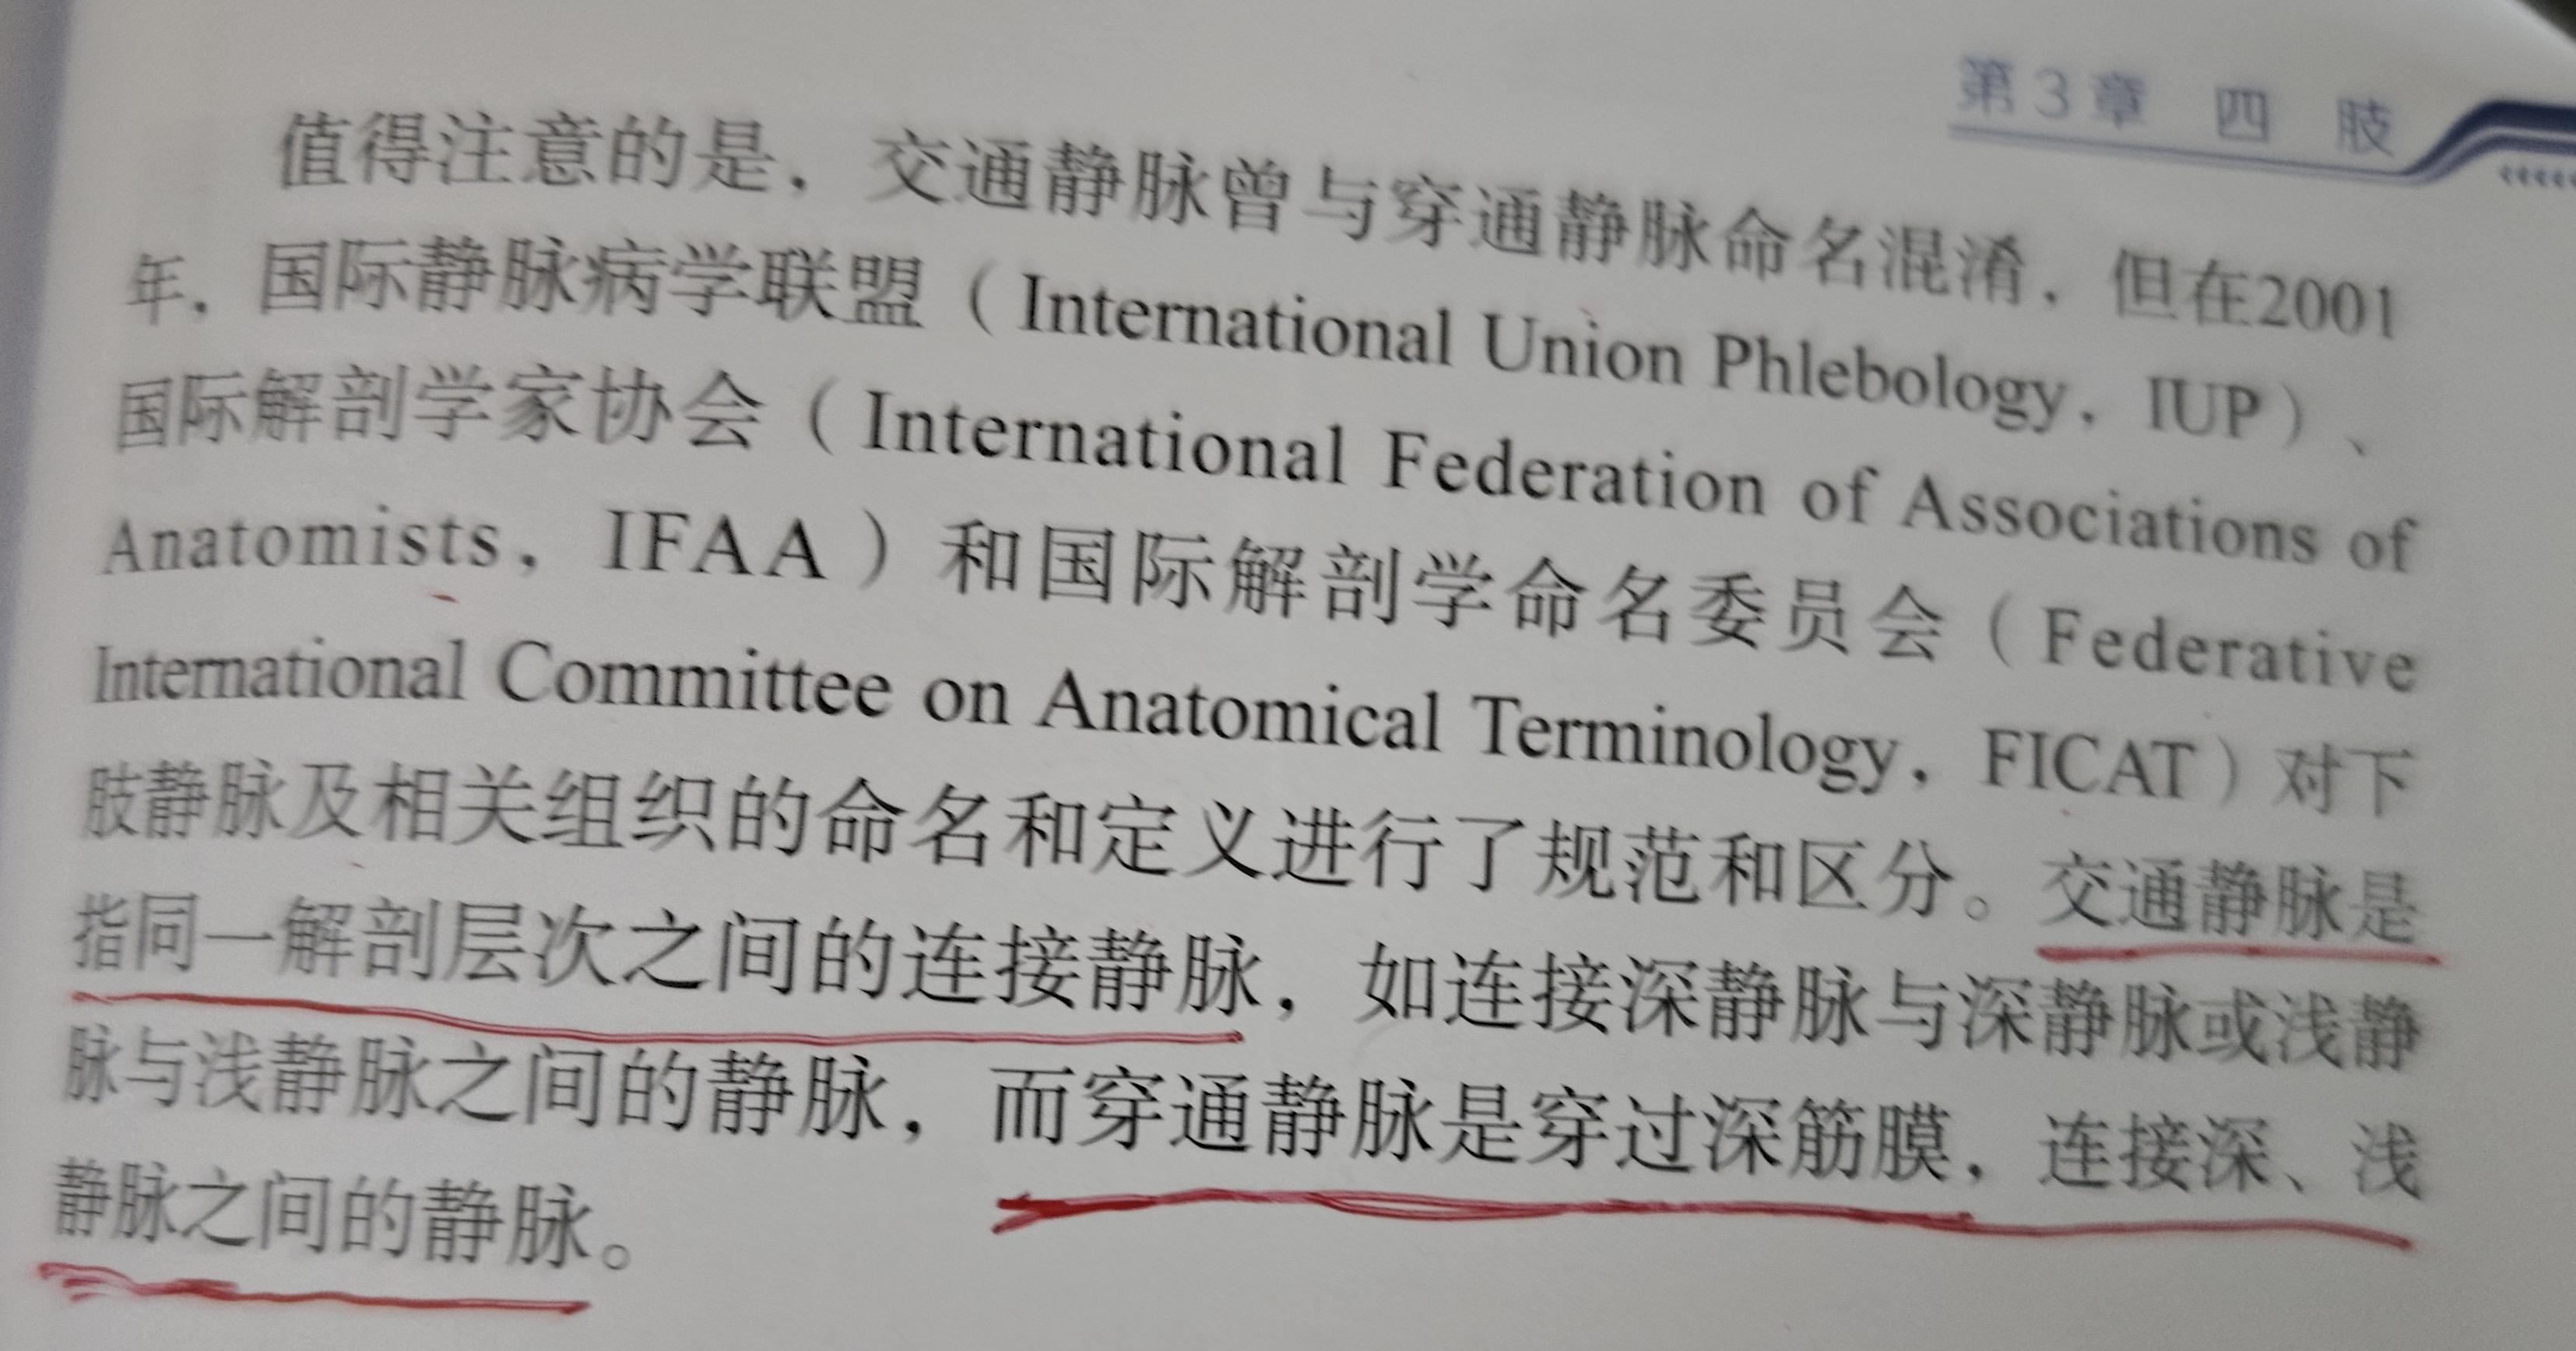 第3章 四 肢
值得注意的是，交通静脉曾与穿通静脉命名混淆，但在2001
年，国际静脉病学联盟（International Union Phlebology，IUP）、
国际解剖学家协会（International Federation of Associations of
Anatomists，IFAA）和国际解剖学命名委员会（Federative
International Committee on Anatomical Terminology，FICAT）对下
肢静脉及相关组织的命名和定义进行了规范和区分。交通静脉是
指同一解剖层次之间的连接静脉，如连接深静脉与深静脉或浅静
脉与浅静脉之间的静脉，而穿通静脉是穿过深筋膜，连接深、浅
静脉之间的静脉。